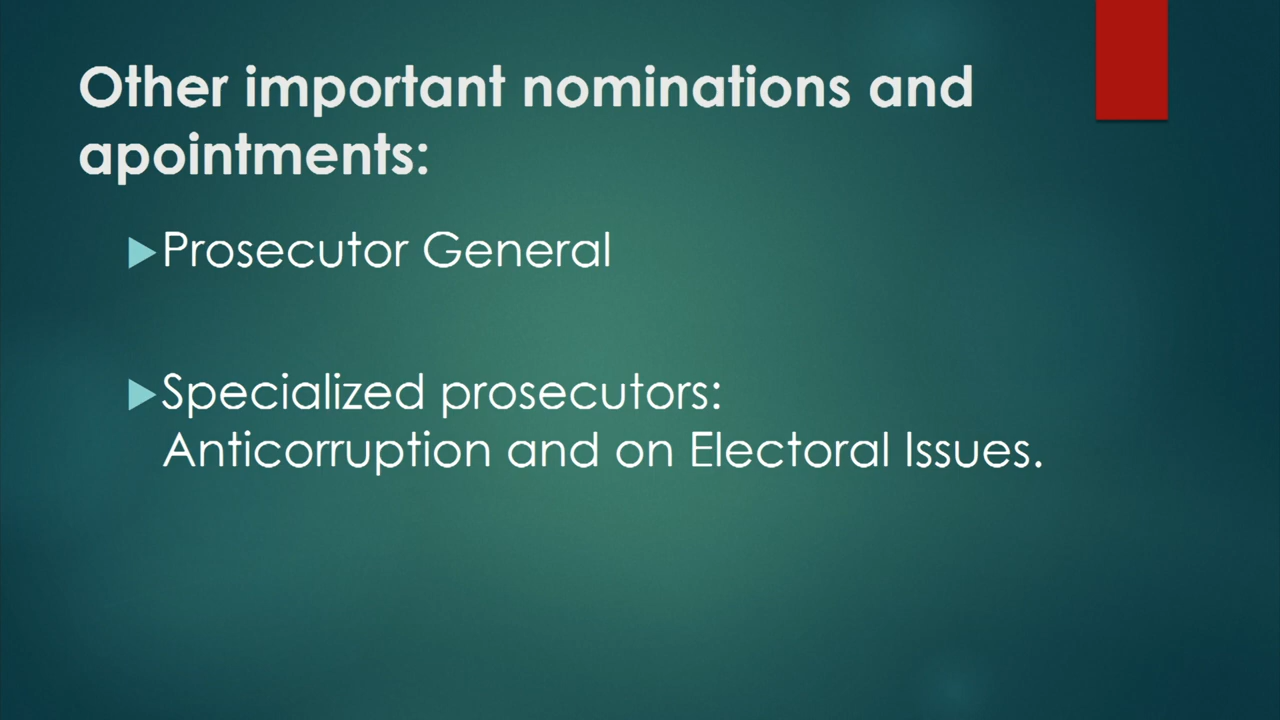 Other important nominations and
apointments:
Prosecutor General
Specialized prosecutors:
Anticorruption and on Electoral Issues.